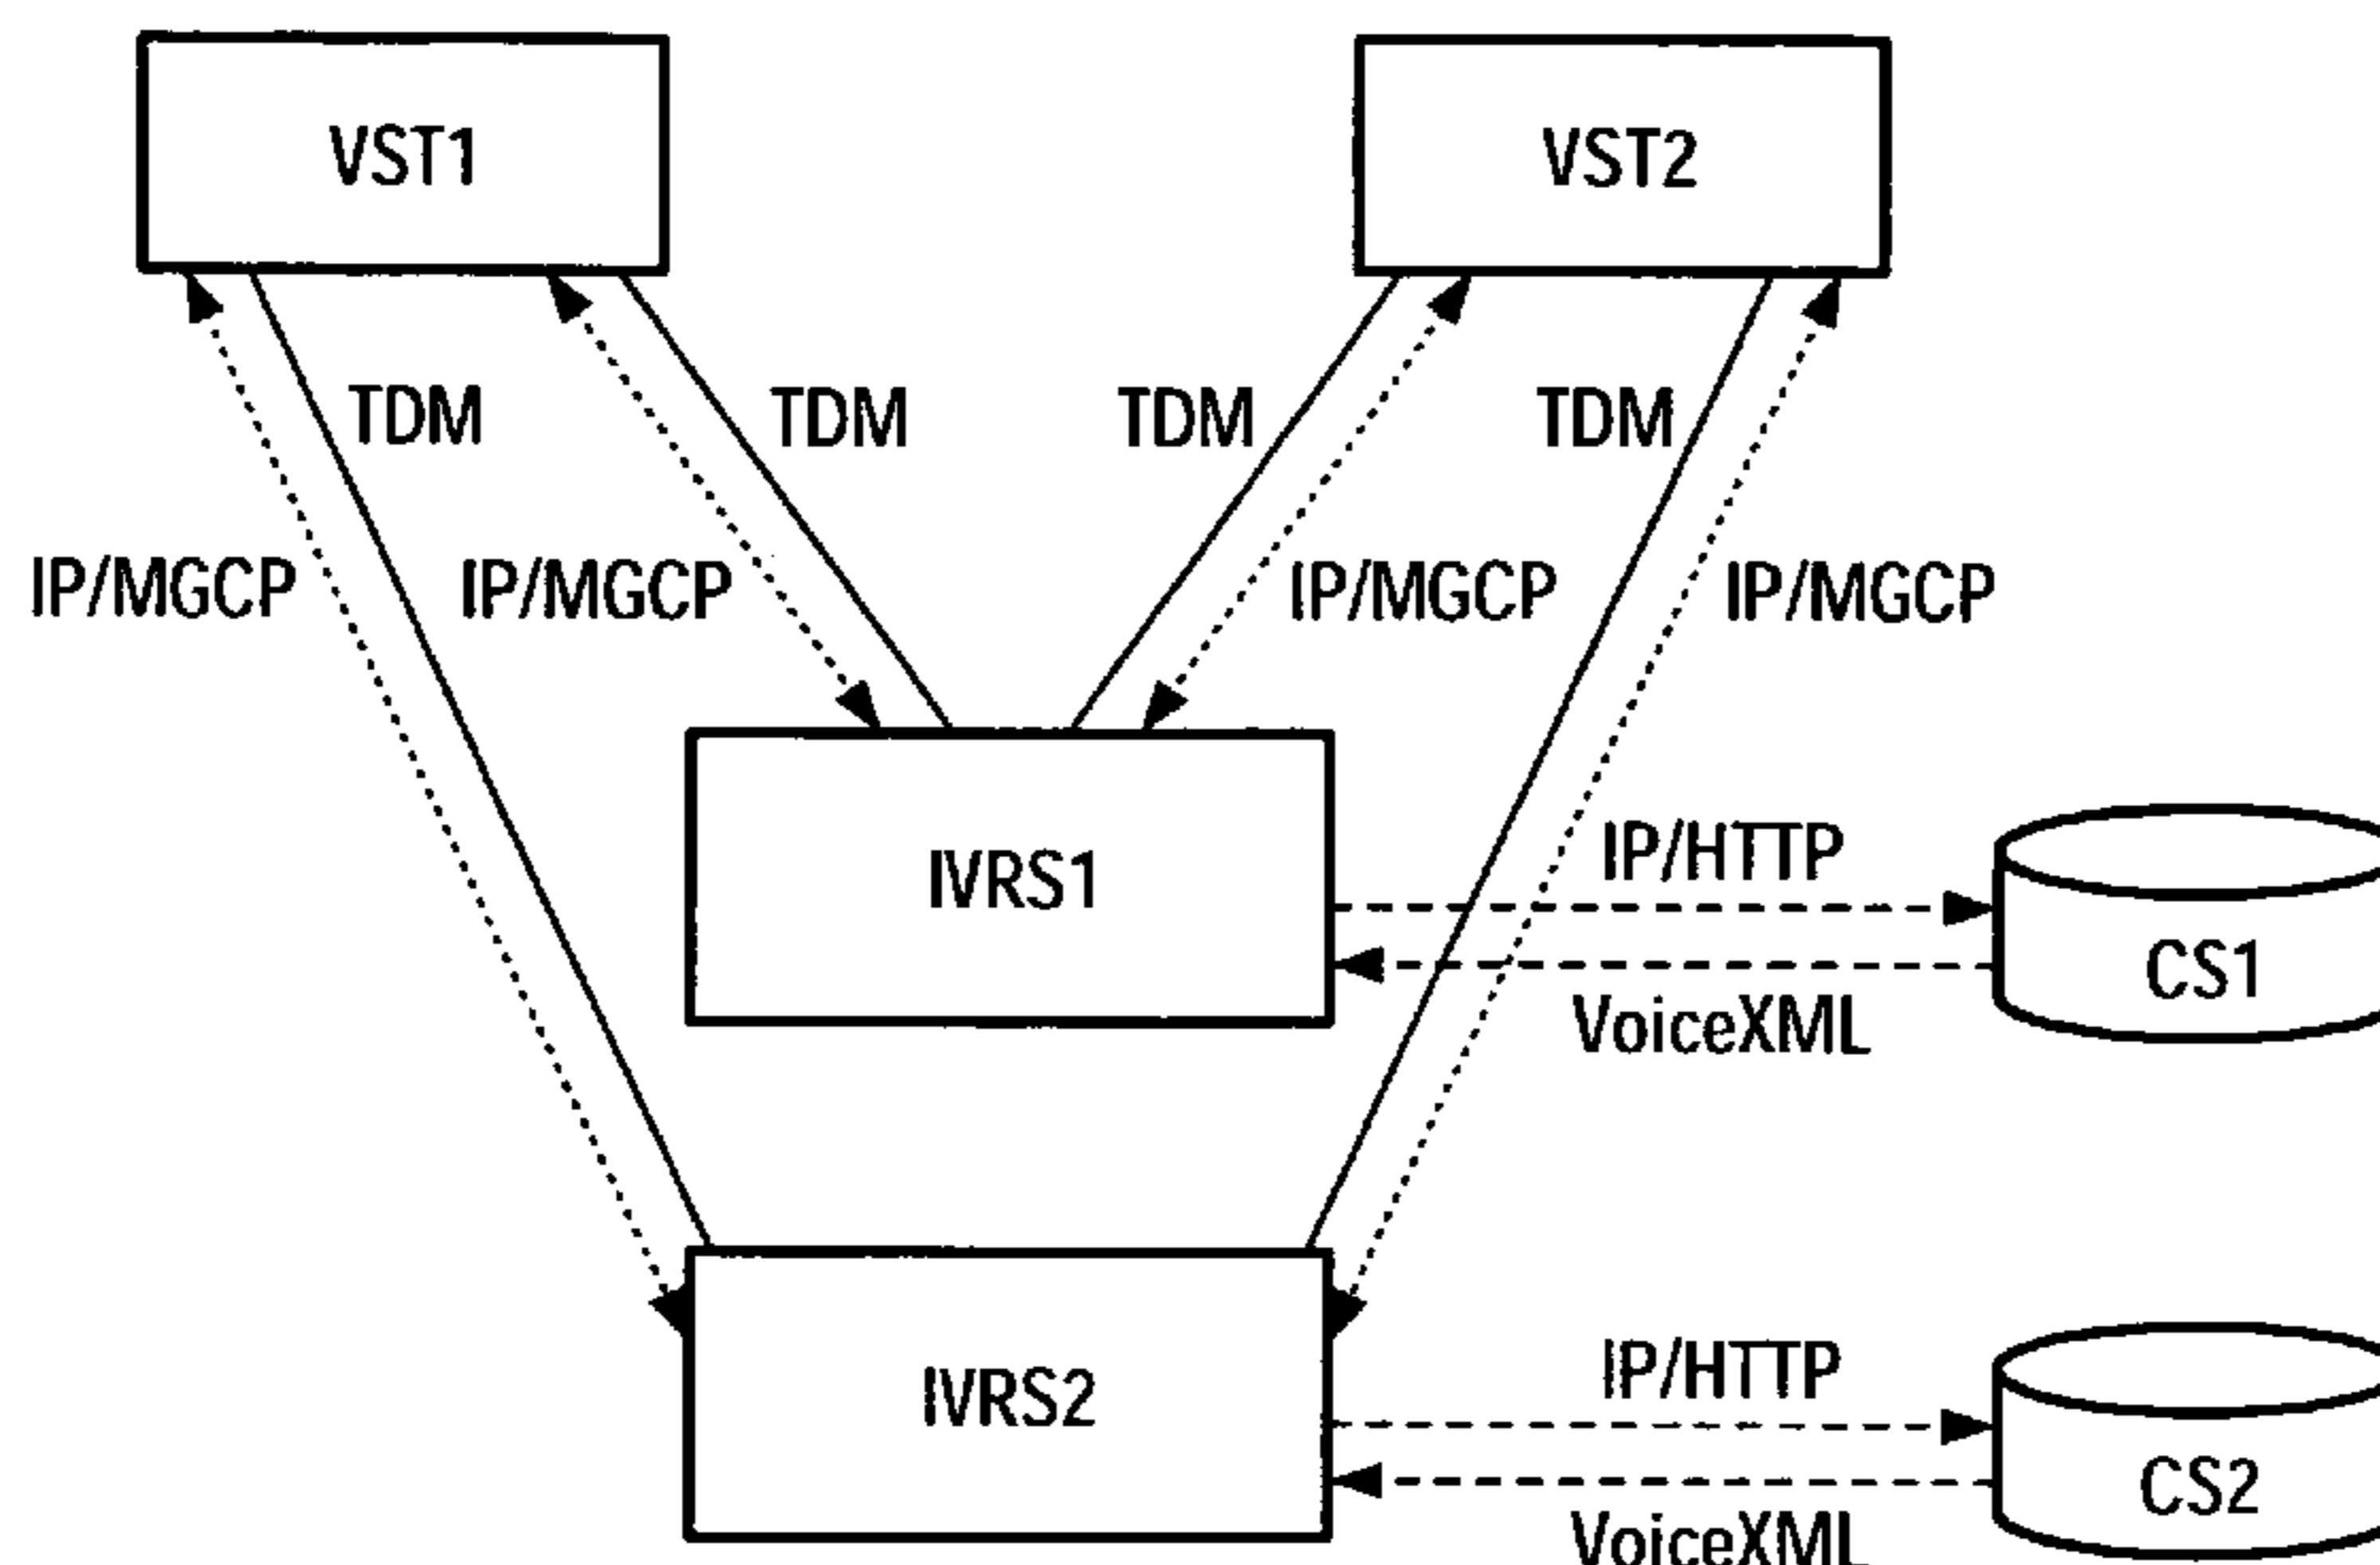 VST1
VST2
TDM
TDM
TDM
TDM
IP/MGCP
IP/MGCP
IP/MGCP
IP/MGCP
IVRS1
IP/HTTP
CS1
VoiceXML
IVRS2
IP/HTTP
CS2
VoiceXML